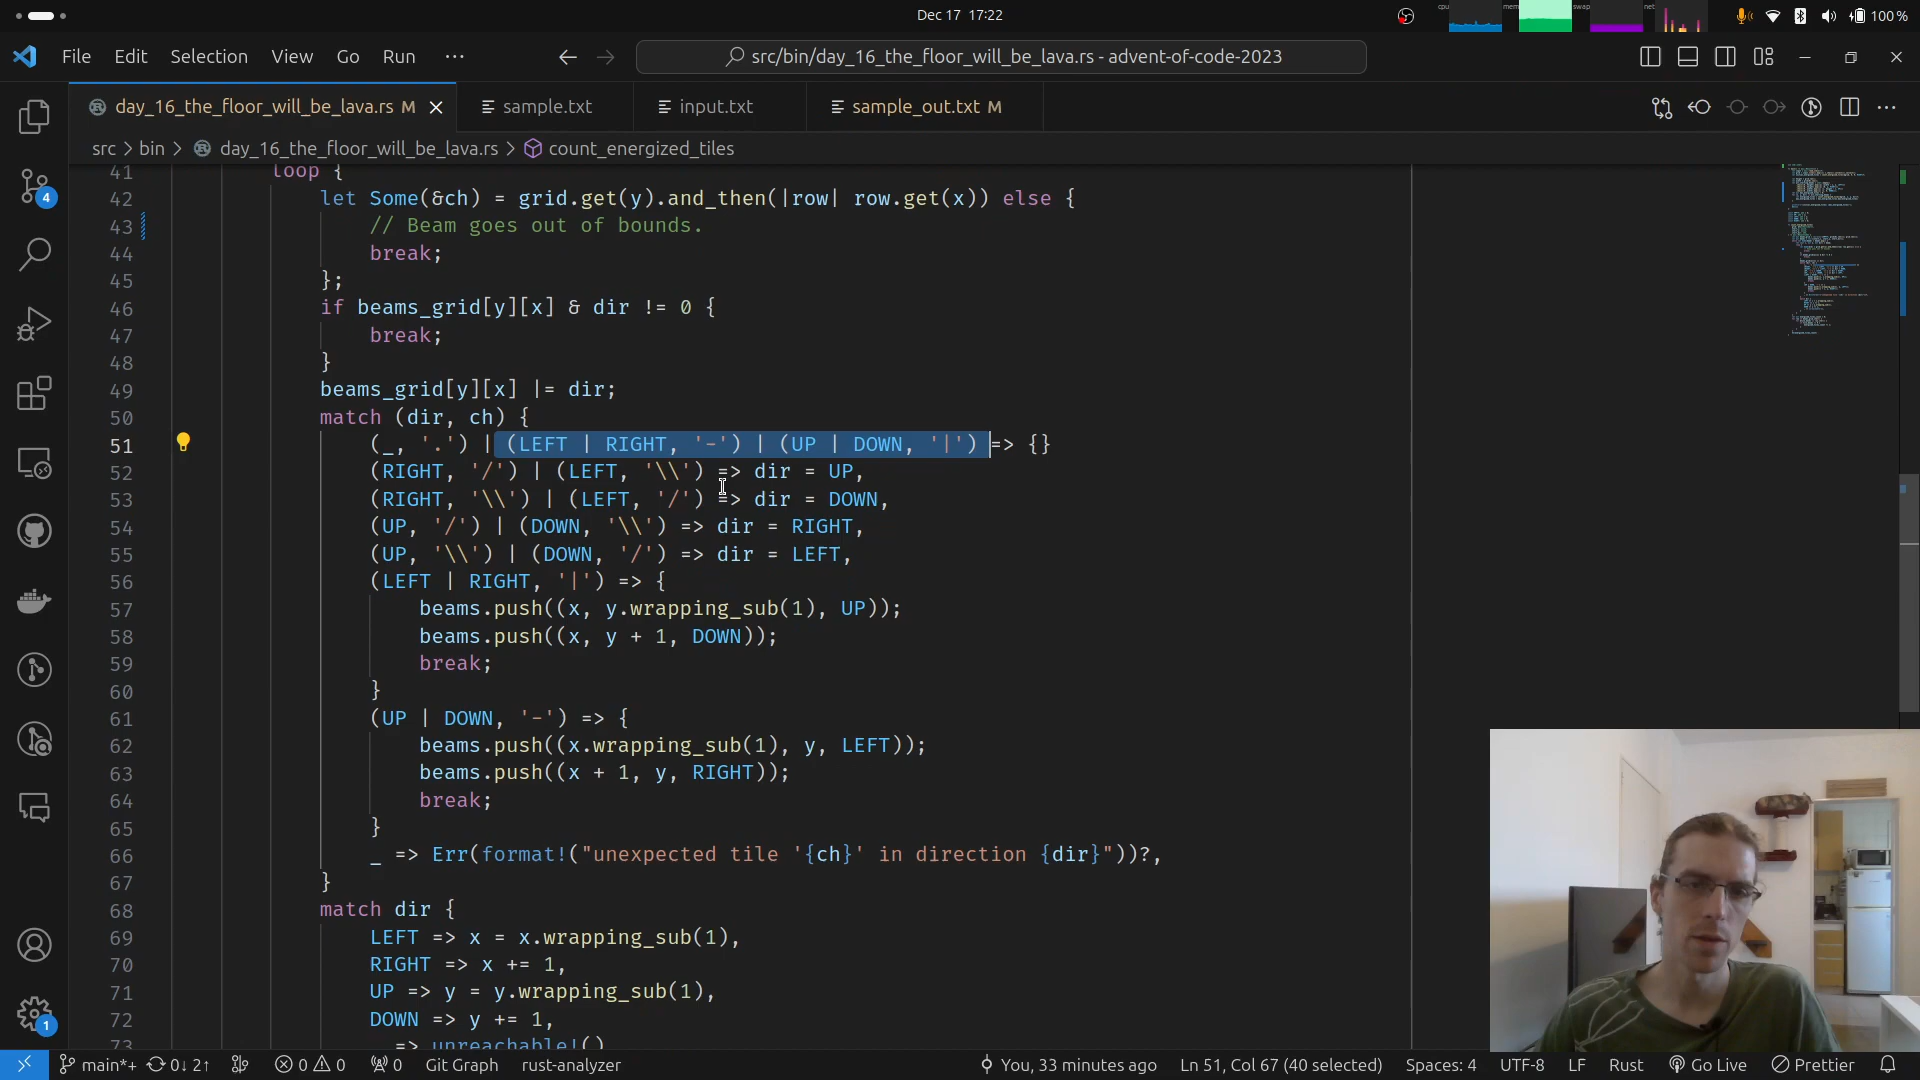 Dec 17 17:22
cpu
mem
swap
net
100 %
File Edit Selection View Go Run ···
src/bin/day_16_the_floor_will_be_lava.rs - advent-of-code-2023
day_16_the_floor_will_be_lava.rs M
sample.txt
input.txt
sample_out.txt M
src > bin > day_16_the_floor_will_be_lava.rs > count_energized_tiles
41 loop {
42 let Some(&ch) = grid.get(y).and_then(|row| row.get(x)) else {
43 // Beam goes out of bounds.
44 break;
45 };
46 if beams_grid[y][x] & dir != 0 {
47 break;
48 }
49 beams_grid[y][x] |= dir;
50 match (dir, ch) {
51 (_, '.') | (LEFT | RIGHT, '-') | (UP | DOWN, '|') => {}
52 (RIGHT, '/') | (LEFT, '\\') => dir = UP,
53 (RIGHT, '\\') | (LEFT, '/') => dir = DOWN,
54 (UP, '/') | (DOWN, '\\') => dir = RIGHT,
55 (UP, '\\') | (DOWN, '/') => dir = LEFT,
56 (LEFT | RIGHT, '|') => {
57 beams.push((x, y.wrapping_sub(1), UP));
58 beams.push((x, y + 1, DOWN));
59 break;
60 }
61 (UP | DOWN, '-') => {
62 beams.push((x.wrapping_sub(1), y, LEFT));
63 beams.push((x + 1, y, RIGHT));
64 break;
65 }
66 _ => Err(format!("unexpected tile '{ch}' in direction {dir}"))?,
67 }
68 match dir {
69 LEFT => x = x.wrapping_sub(1),
70 RIGHT => x += 1,
71 UP => y = y.wrapping_sub(1),
72 DOWN => y += 1,
73 _ => unreachable!()
4
1
main*+ 0↓ 2↑ 0 0 0 Git Graph rust-analyzer
You, 33 minutes ago Ln 51, Col 67 (40 selected) Spaces: 4 UTF-8 LF Rust Go Live Prettier